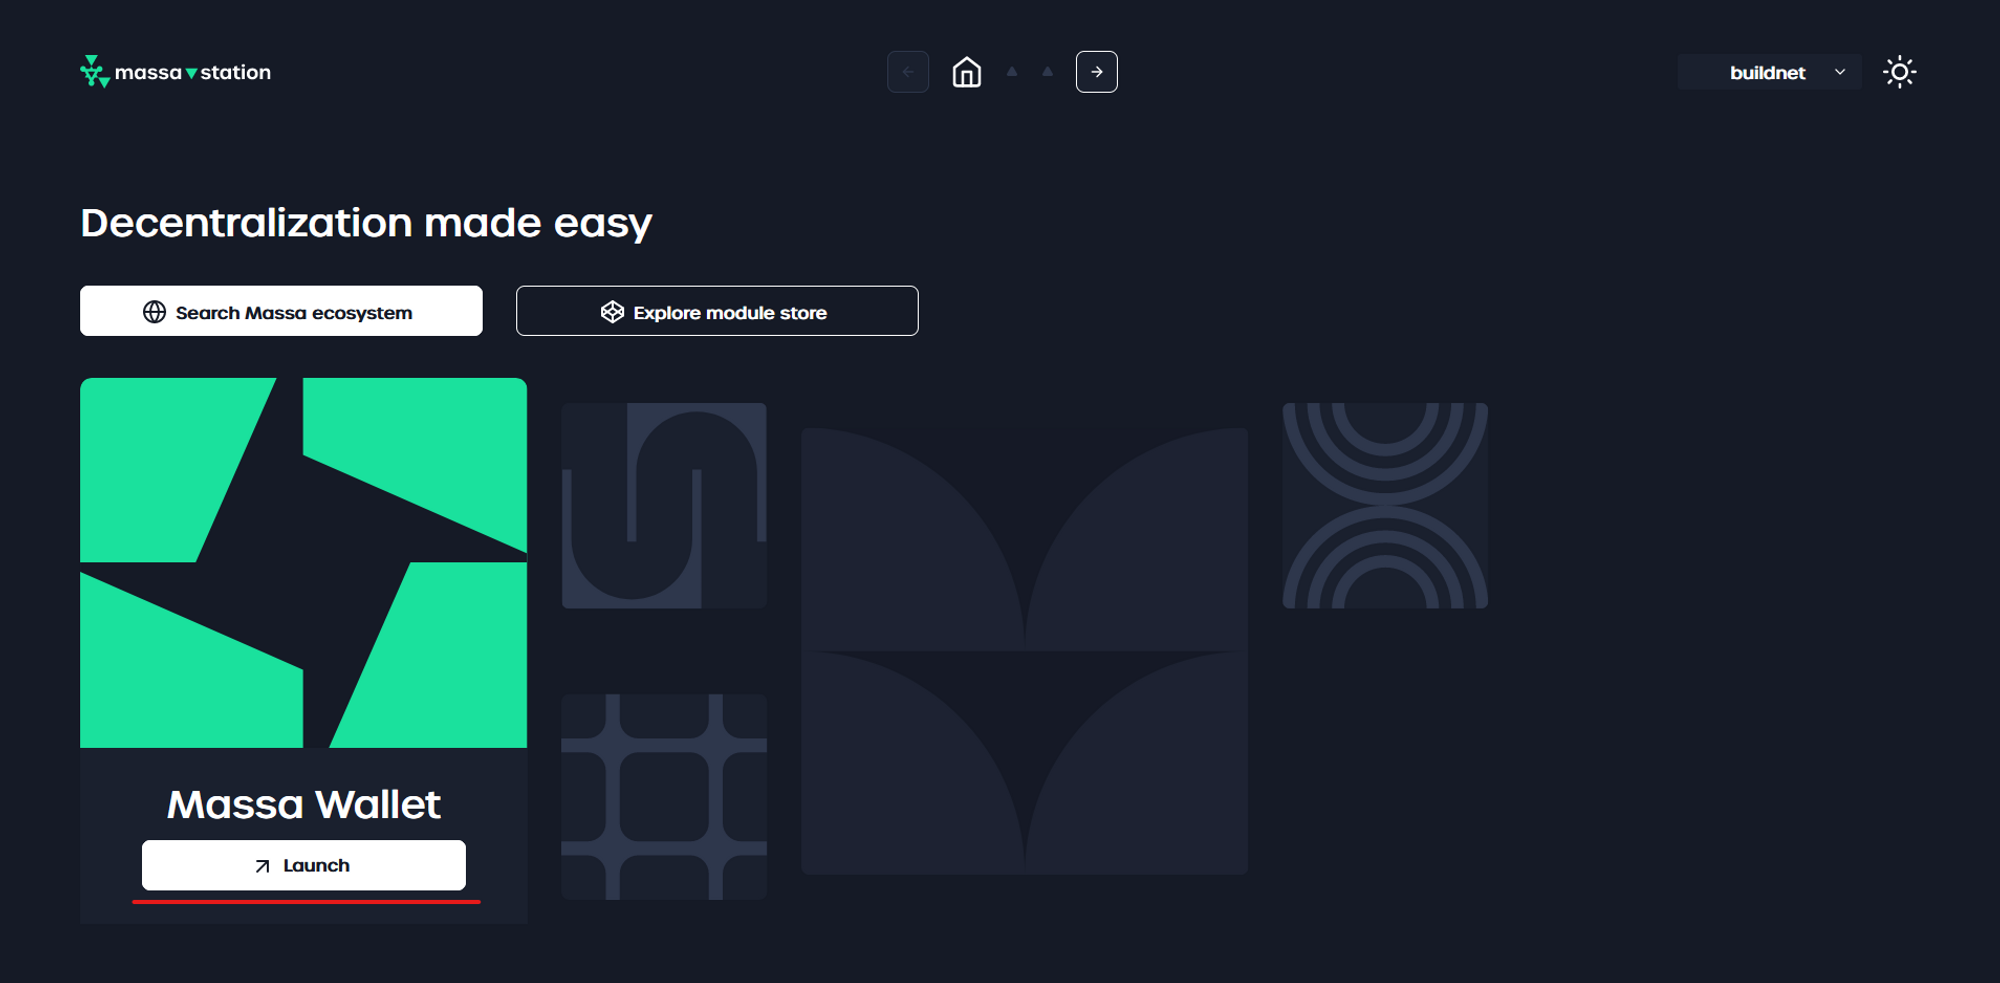 massa station
buildnet
Decentralization made easy
Search Massa ecosystem
Explore module store
Massa Wallet
Launch